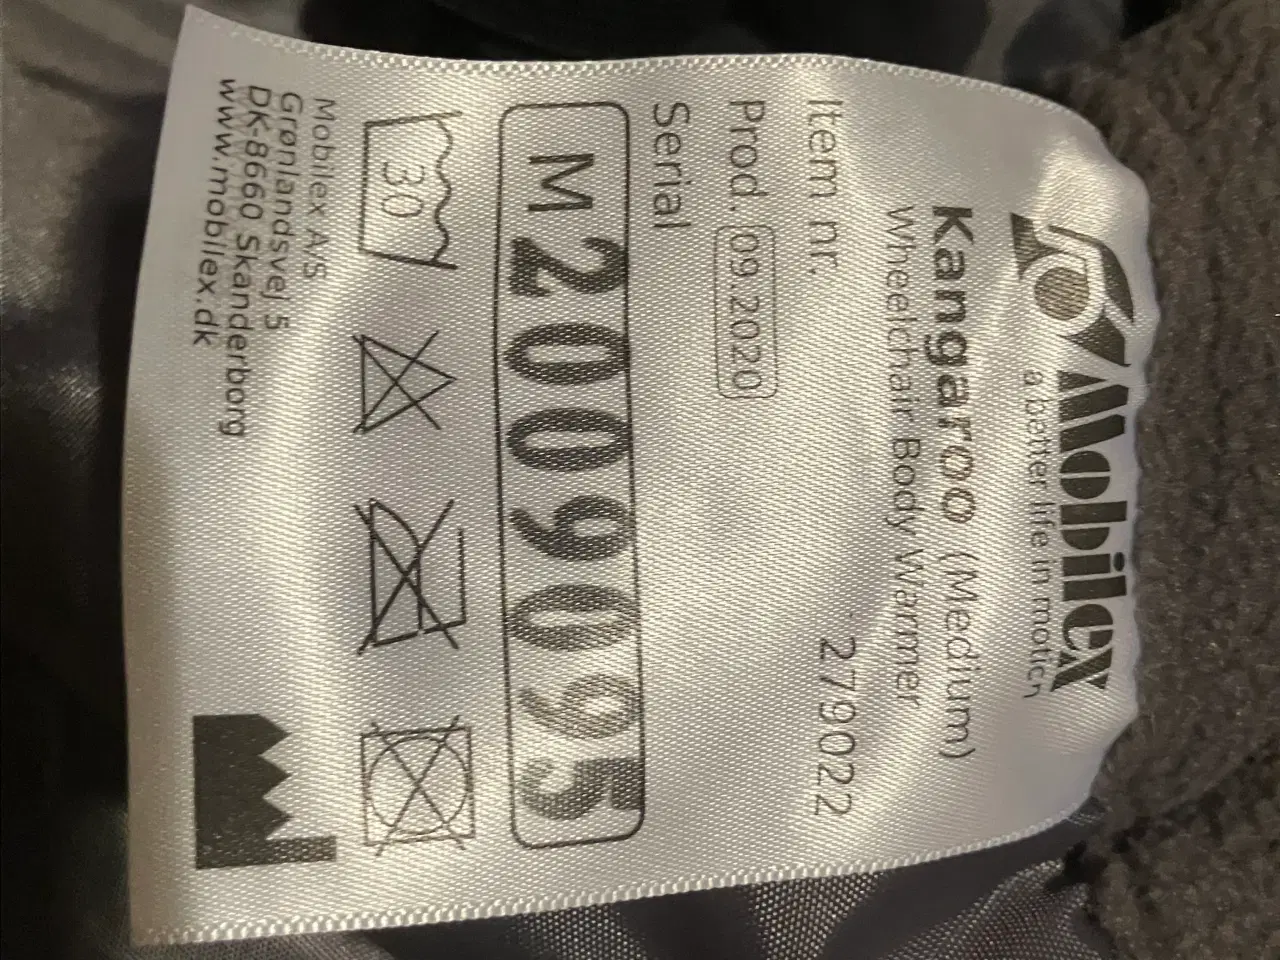 Mobilex
a better life in motion
Kangaroo (Medium)
Wheelchair Body Warmer
Item nr. 279022
Prod. 09.2020
Serial
M2009095
30
Mobilex A/S
Grønlandsvej 5
DK-8660 Skanderborg
www.mobilex.dk